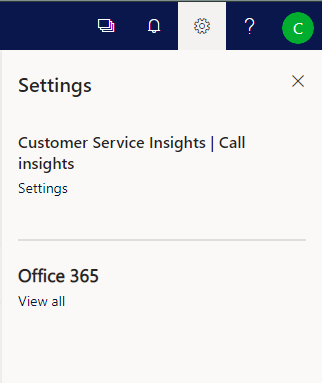 C
Settings
Customer Service Insights | Call
insights
Settings
Office 365
View all